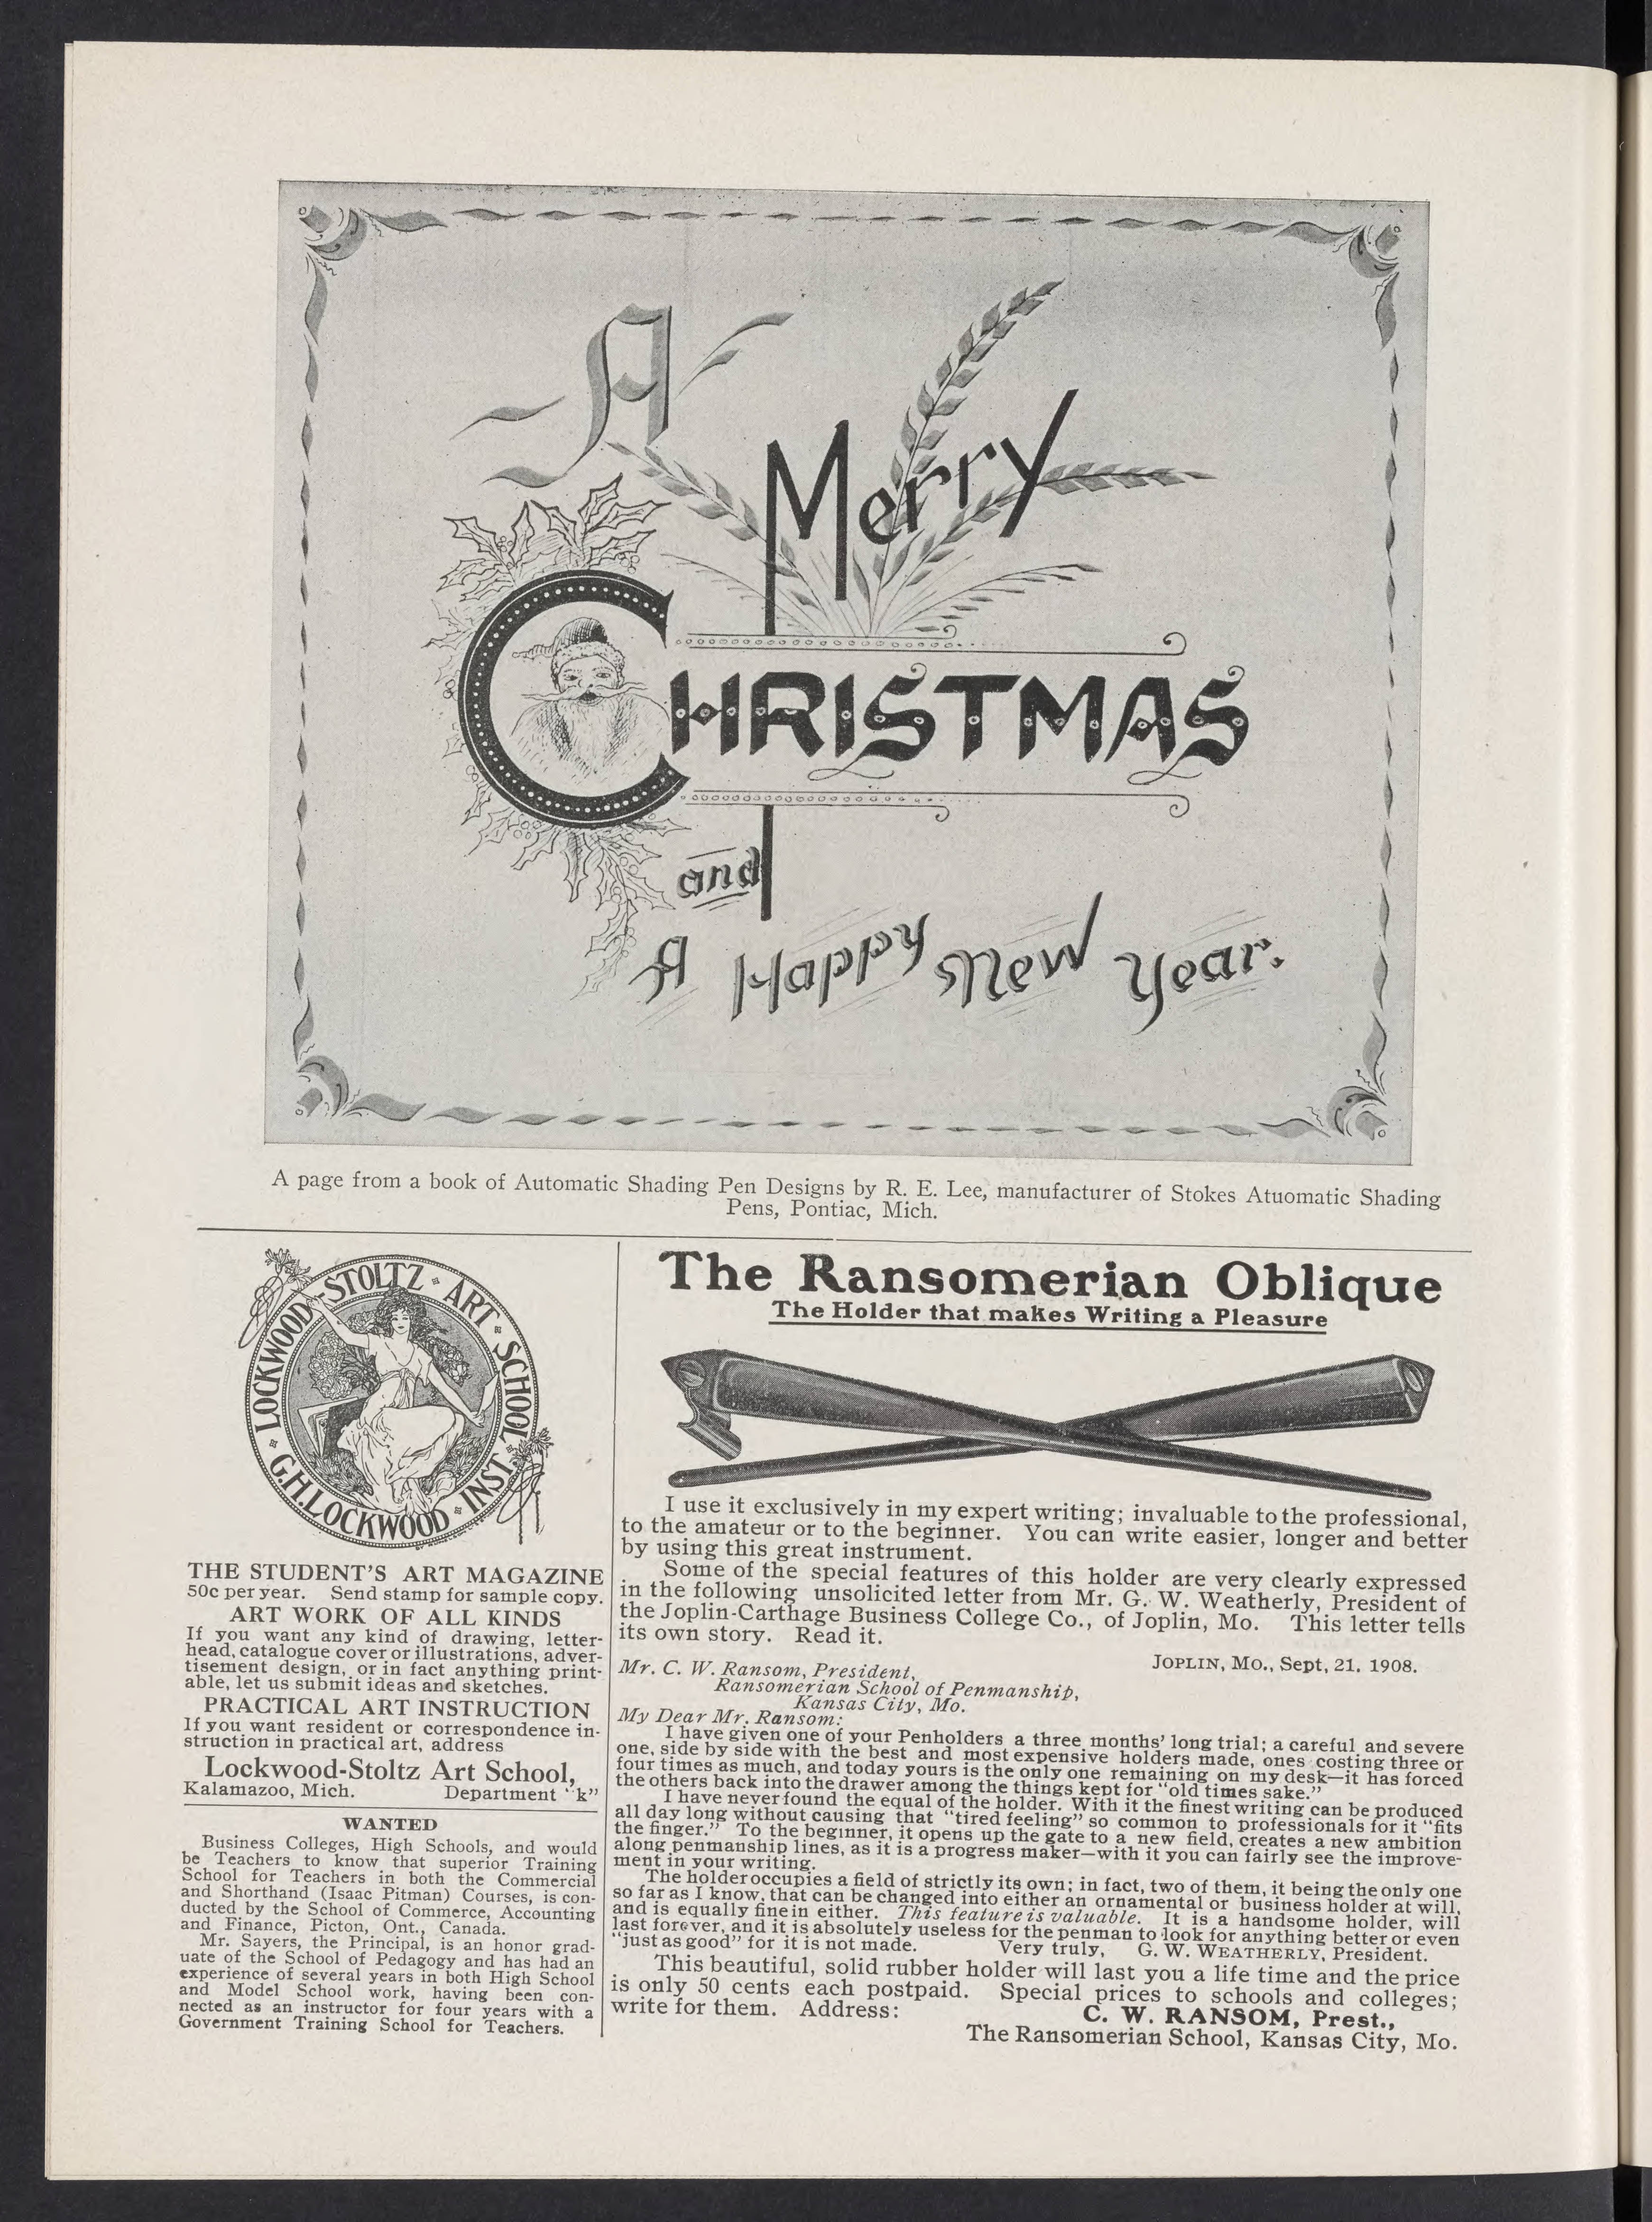 A
Merry
CHRISTMAS
and
A Happy New Year.
A page from a book of Automatic Shading Pen Designs by R. E. Lee, manufacturer of Stokes Atuomatic Shading
Pens, Pontiac, Mich.
LOCKWOOD-STOLTZ ART SCHOOL
G.H.LOCKWOOD INST.
THE STUDENT'S ART MAGAZINE
50c per year. Send stamp for sample copy.
ART WORK OF ALL KINDS
If you want any kind of drawing, letter-
head, catalogue cover or illustrations, adver-
tisement design, or in fact anything print-
able, let us submit ideas and sketches.
PRACTICAL ART INSTRUCTION
If you want resident or correspondence in-
struction in practical art, address
Lockwood-Stoltz Art School,
Kalamazoo, Mich. Department "k"
WANTED
Business Colleges, High Schools, and would
be Teachers to know that superior Training
School for Teachers in both the Commercial
and Shorthand (Isaac Pitman) Courses, is con-
ducted by the School of Commerce, Accounting
and Finance, Picton, Ont., Canada.
Mr. Sayers, the Principal, is an honor grad-
uate of the School of Pedagogy and has had an
experience of several years in both High School
and Model School work, having been con-
nected as an instructor for four years with a
Government Training School for Teachers.
The Ransomerian Oblique
The Holder that makes Writing a Pleasure
I use it exclusively in my expert writing; invaluable to the professional,
to the amateur or to the beginner. You can write easier, longer and better
by using this great instrument.
Some of the special features of this holder are very clearly expressed
in the following unsolicited letter from Mr. G. W. Weatherly, President of
the Joplin-Carthage Business College Co., of Joplin, Mo. This letter tells
its own story. Read it.
JOPLIN, MO., Sept, 21, 1908.
Mr. C. W. Ransom, President,
Ransomerian School of Penmanship,
Kansas City, Mo.
My Dear Mr. Ransom:
I have given one of your Penholders a three months' long trial; a careful and severe
one, side by side with the best and most expensive holders made, ones costing three or
four times as much, and today yours is the only one remaining on my desk—it has forced
the others back into the drawer among the things kept for "old times sake."
I have never found the equal of the holder. With it the finest writing can be produced
all day long without causing that "tired feeling" so common to professionals for it "fits
the finger." To the beginner, it opens up the gate to a new field, creates a new ambition
along penmanship lines, as it is a progress maker—with it you can fairly see the improve-
ment in your writing.
The holder occupies a field of strictly its own; in fact, two of them, it being the only one
so far as I know, that can be changed into either an ornamental or business holder at will,
and is equally fine in either. This feature is valuable. It is a handsome holder, will
last forever, and it is absolutely useless for the penman to look for anything better or even
"just as good" for it is not made. Very truly, G. W. WEATHERLY, President.
This beautiful, solid rubber holder will last you a life time and the price
is only 50 cents each postpaid. Special prices to schools and colleges;
write for them. Address:
C. W. RANSOM, Prest.,
The Ransomerian School, Kansas City, Mo.